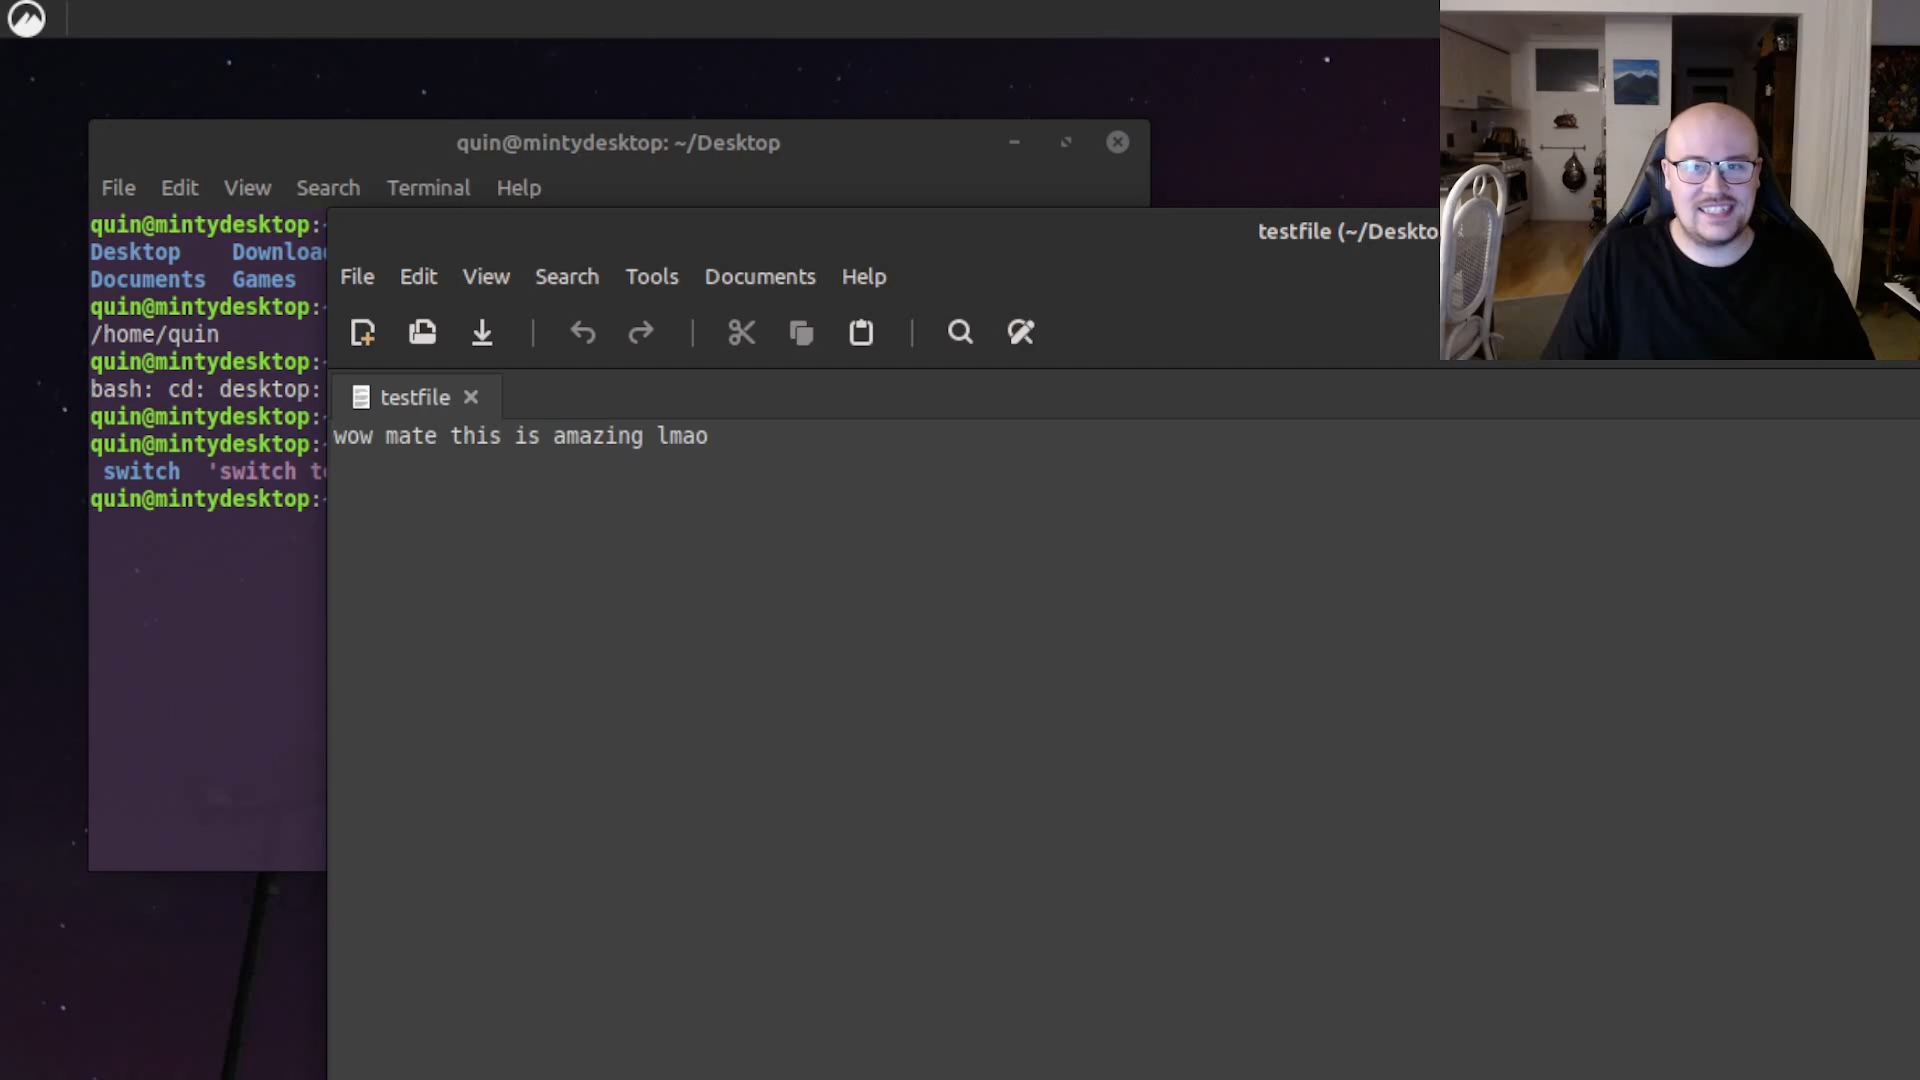 quin@mintydesktop: ~/Desktop
File Edit View Search Terminal Help
quin@mintydesktop:
Desktop
Documents Games
quin@mintydesktop:
/home/quin
quin@mintydesktop:
bash: cd: desktop:
quin@mintydesktop:
quin@mintydesktop:
switch 'switch
quin@mintydesktop:
testfile (~/Deskto
File Edit View Search Tools Documents Help
testfile
wow mate this is amazing lmao